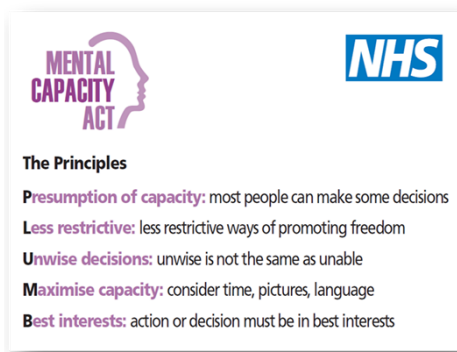 MENTAL
CAPACITY
ACT
NHS
The Principles
Presumption of capacity: most people can make some decisions
Less restrictive: less restrictive ways of promoting freedom
Unwise decisions: unwise is not the same as unable
Maximise capacity: consider time, pictures, language
Best interests: action or decision must be in best interests